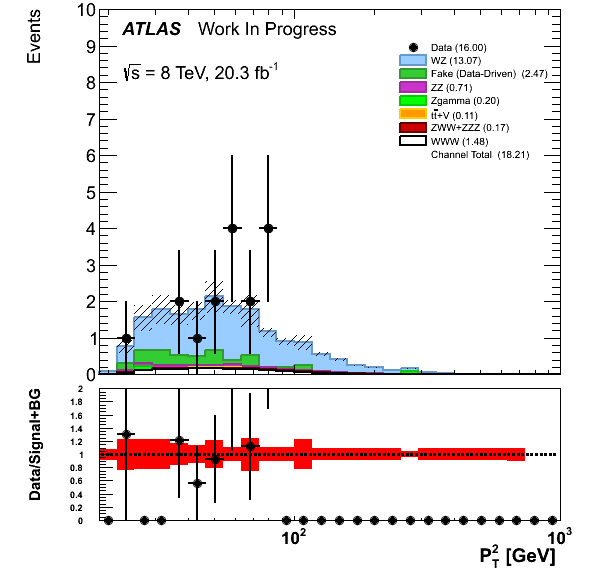 Events
10
9
8
7
6
5
4
3
2
1
0
ATLAS Work In Progress
√s = 8 TeV, 20.3 fb⁻¹
Data (16.00)
WZ (13.07)
Fake (Data-Driven) (2.47)
ZZ (0.71)
Zgamma (0.20)
tt̄+V (0.11)
ZWW+ZZZ (0.17)
WWW (1.48)
Channel Total (18.21)
Data/Signal+BG
2
1.8
1.6
1.4
1.2
1
0.8
0.6
0.4
0.2
0
10²
10³
P_T² [GeV]